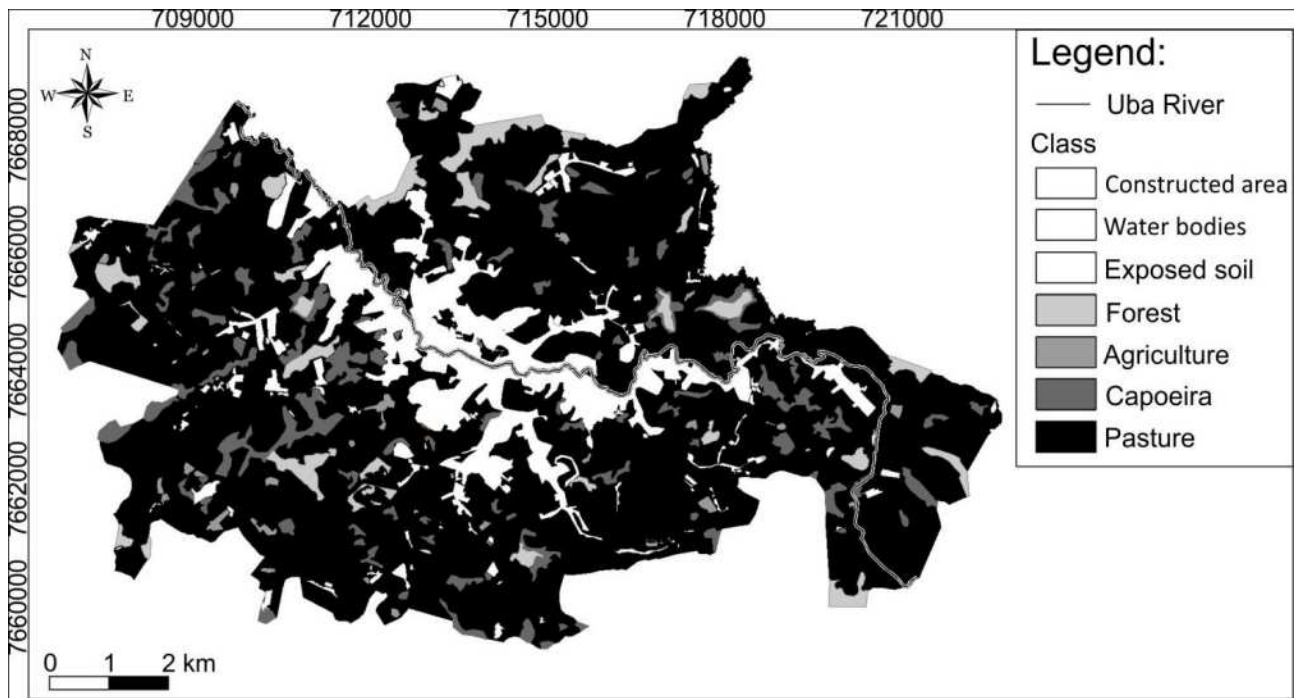 709000 712000 715000 718000 721000
7668000
7666000
7664000
7662000
7660000
N
W E
S
0 1 2 km
Legend:
Uba River
Class
Constructed area
Water bodies
Exposed soil
Forest
Agriculture
Capoeira
Pasture